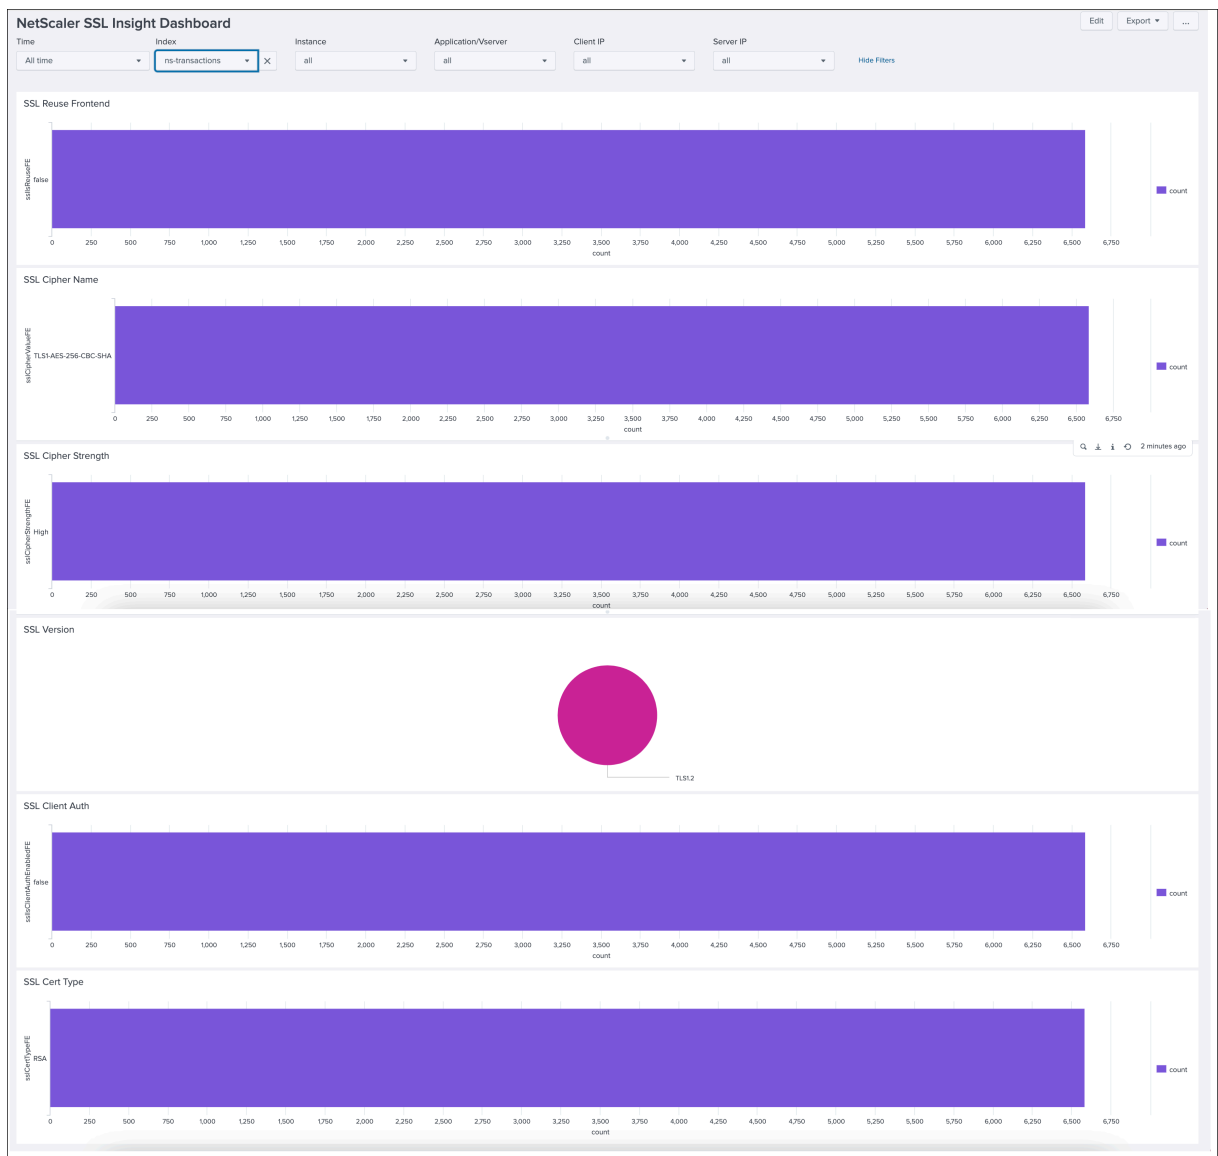 NetScaler SSL Insight Dashboard
Edit Export ...
Time Index Instance Application/Vserver Client IP Server IP
All time ns-transactions all all all all Hide Filters
SSL Reuse Frontend
sslIsReuseFE
false
count
0 250 500 750 1,000 1,250 1,500 1,750 2,000 2,250 2,500 2,750 3,000 3,250 3,500 3,750 4,000 4,250 4,500 4,750 5,000 5,250 5,500 5,750 6,000 6,250 6,500 6,750
count
SSL Cipher Name
sslCipherValueFE
TLS1-AES-256-CBC-SHA
count
0 250 500 750 1,000 1,250 1,500 1,750 2,000 2,250 2,500 2,750 3,000 3,250 3,500 3,750 4,000 4,250 4,500 4,750 5,000 5,250 5,500 5,750 6,000 6,250 6,500 6,750
count
2 minutes ago
SSL Cipher Strength
sslCipherStrengthFE
High
count
0 250 500 750 1,000 1,250 1,500 1,750 2,000 2,250 2,500 2,750 3,000 3,250 3,500 3,750 4,000 4,250 4,500 4,750 5,000 5,250 5,500 5,750 6,000 6,250 6,500 6,750
count
SSL Version
TLS1.2
SSL Client Auth
sslIsClientAuthEnabledFE
false
count
0 250 500 750 1,000 1,250 1,500 1,750 2,000 2,250 2,500 2,750 3,000 3,250 3,500 3,750 4,000 4,250 4,500 4,750 5,000 5,250 5,500 5,750 6,000 6,250 6,500 6,750
count
SSL Cert Type
sslCertTypeFE
RSA
count
0 250 500 750 1,000 1,250 1,500 1,750 2,000 2,250 2,500 2,750 3,000 3,250 3,500 3,750 4,000 4,250 4,500 4,750 5,000 5,250 5,500 5,750 6,000 6,250 6,500 6,750
count